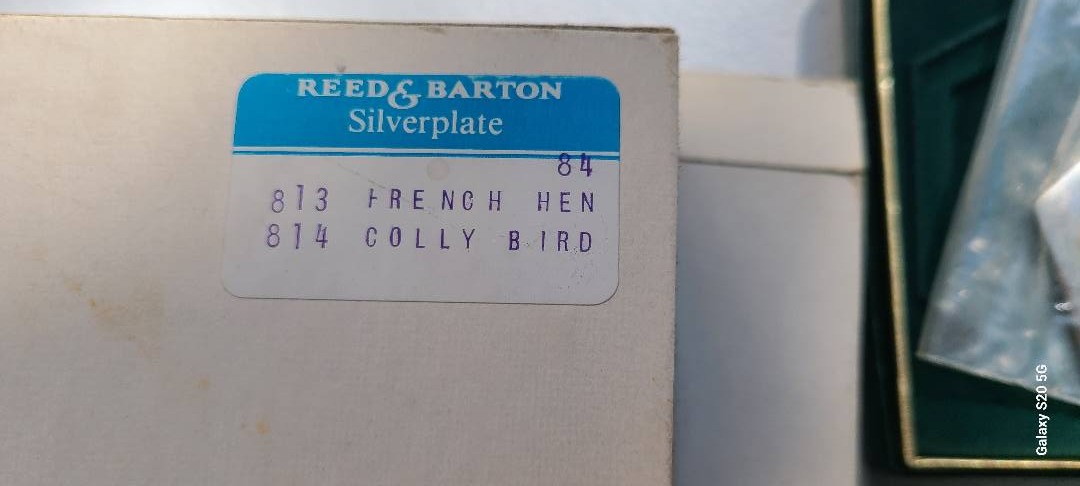 REED & BARTON
Silverplate
84
813 FRENCH HEN
814 COLLY BIRD
Galaxy S20 5G